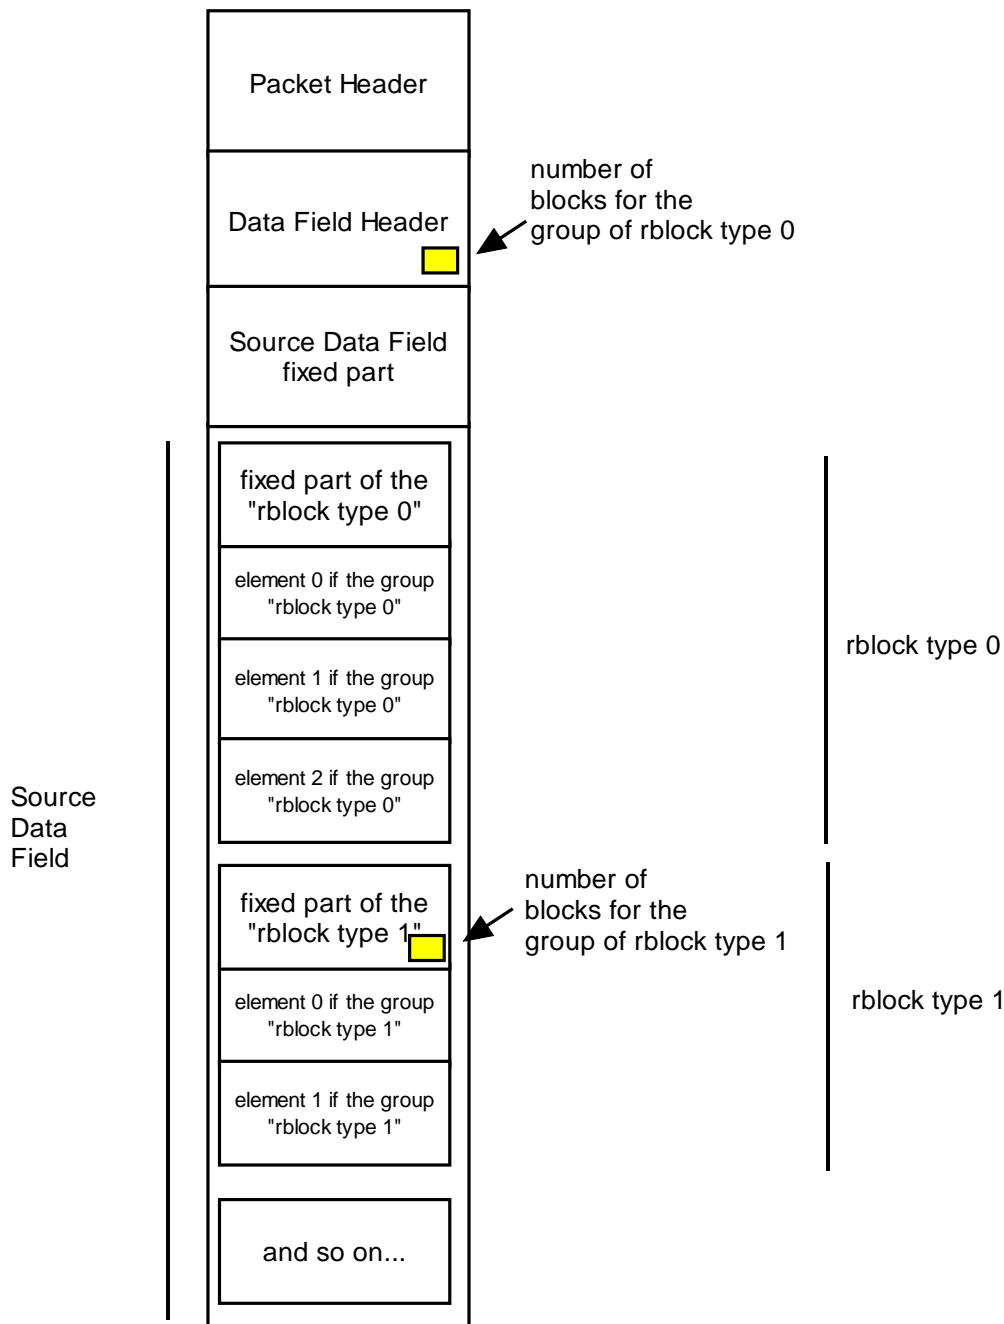 Packet Header
number of
blocks for the
group of rblock type 0
Data Field Header
Source Data Field
fixed part
fixed part of the
"rblock type 0"
element 0 if the group
"rblock type 0"
element 1 if the group
"rblock type 0"
rblock type 0
element 2 if the group
"rblock type 0"
Source
Data
Field
fixed part of the
"rblock type 1"
number of
blocks for the
group of rblock type 1
element 0 if the group
"rblock type 1"
rblock type 1
element 1 if the group
"rblock type 1"
and so on...